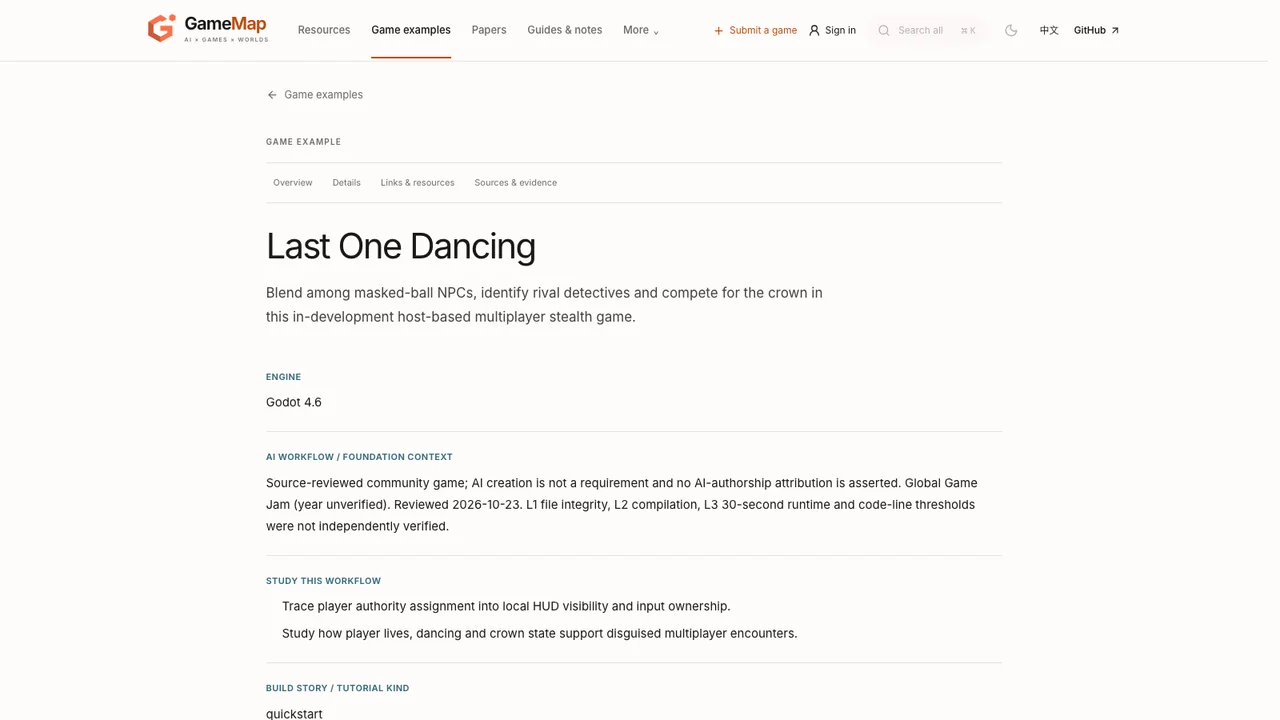 GameMap
AI × GAMES × WORLDS
Resources
Game examples
Papers
Guides & notes
More
+ Submit a game
Sign in
Search all
⌘ K
中文
GitHub ↗
← Game examples
GAME EXAMPLE
Overview
Details
Links & resources
Sources & evidence
Last One Dancing
Blend among masked-ball NPCs, identify rival detectives and compete for the crown in
this in-development host-based multiplayer stealth game.
ENGINE
Godot 4.6
AI WORKFLOW / FOUNDATION CONTEXT
Source-reviewed community game; AI creation is not a requirement and no AI-authorship attribution is asserted. Global Game
Jam (year unverified). Reviewed 2026-10-23. L1 file integrity, L2 compilation, L3 30-second runtime and code-line thresholds
were not independently verified.
STUDY THIS WORKFLOW
Trace player authority assignment into local HUD visibility and input ownership.
Study how player lives, dancing and crown state support disguised multiplayer encounters.
BUILD STORY / TUTORIAL KIND
quickstart